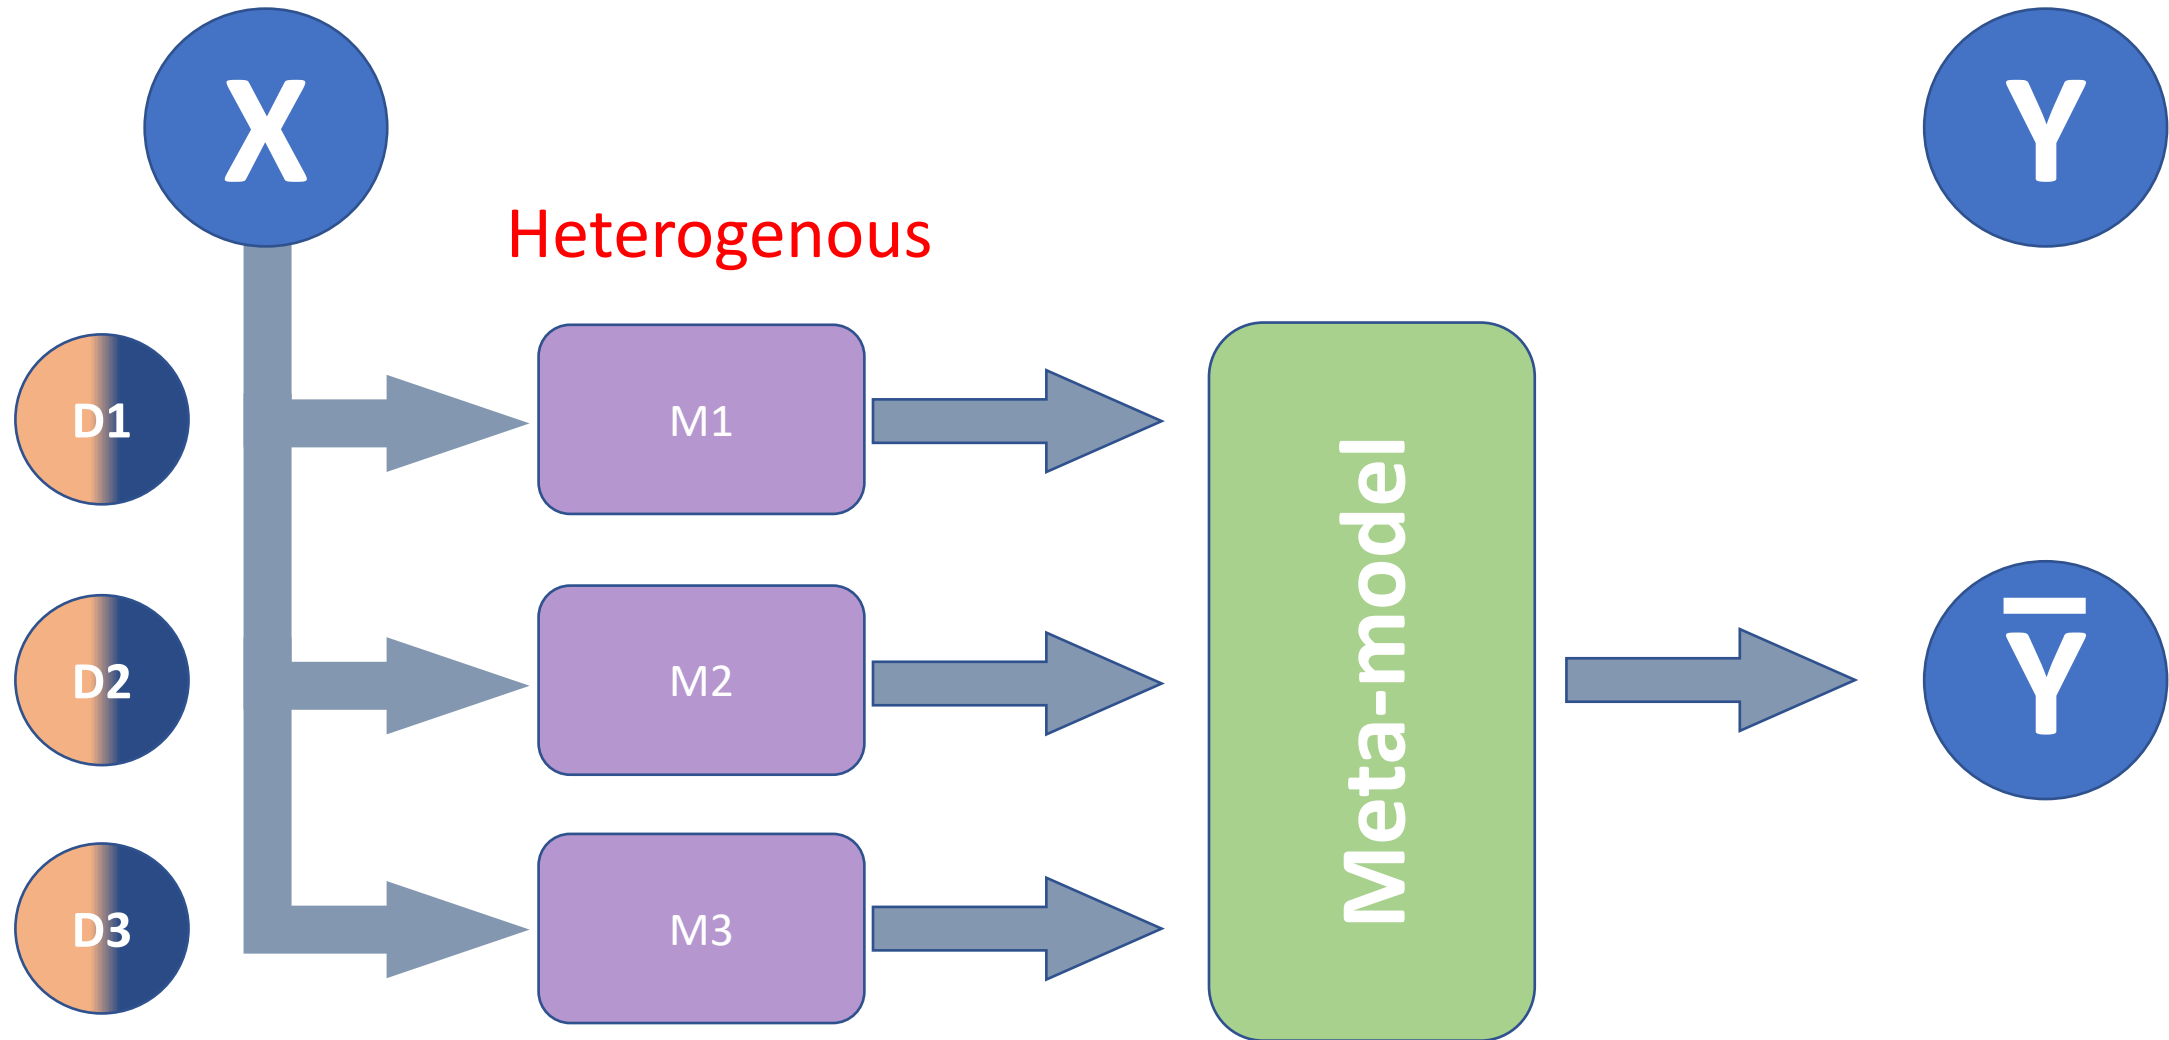 X
Y
Heterogenous
D1
M1
D2
M2
D3
M3
Meta-model
Y̅